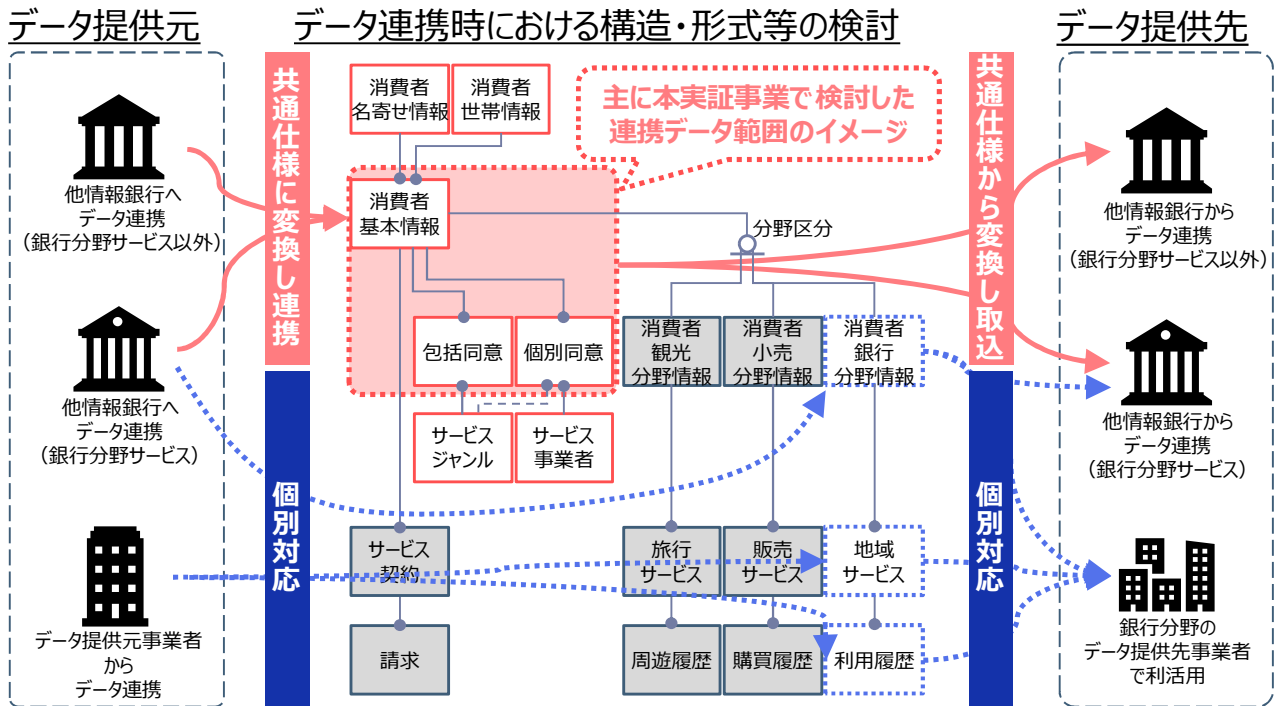 データ提供元
データ連携時における構造・形式等の検討
データ提供先
他情報銀行へ
データ連携
（銀行分野サービス以外）
他情報銀行へ
データ連携
（銀行分野サービス）
データ提供元事業者
から
データ連携
共通仕様に変換し連携
個別対応
消費者
名寄せ情報
消費者
世帯情報
主に本実証事業で検討した
連携データ範囲のイメージ
消費者
基本情報
分野区分
包括同意
個別同意
消費者
観光
分野情報
消費者
小売
分野情報
消費者
銀行
分野情報
サービス
ジャンル
サービス
事業者
サービス
契約
旅行
サービス
販売
サービス
地域
サービス
請求
周遊履歴
購買履歴
利用履歴
共通仕様から変換し取込
個別対応
他情報銀行から
データ連携
（銀行分野サービス以外）
他情報銀行から
データ連携
（銀行分野サービス）
銀行分野の
データ提供先事業者
で利活用